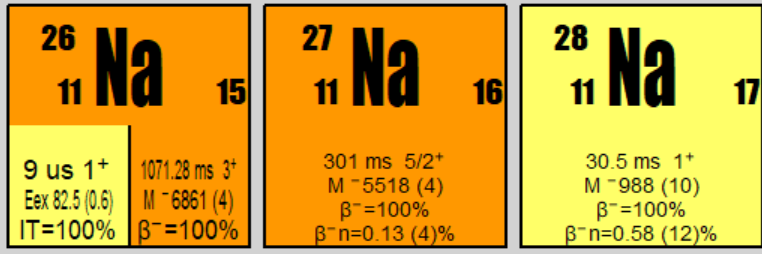 26
11 Na 15
9 us 1⁺
Eex 82.5 (0.6)
IT=100%
1071.28 ms 3⁺
M ⁻6861 (4)
β⁻=100%
27
11 Na 16
301 ms 5/2⁺
M ⁻5518 (4)
β⁻=100%
β⁻n=0.13 (4)%
28
11 Na 17
30.5 ms 1⁺
M ⁻988 (10)
β⁻=100%
β⁻n=0.58 (12)%